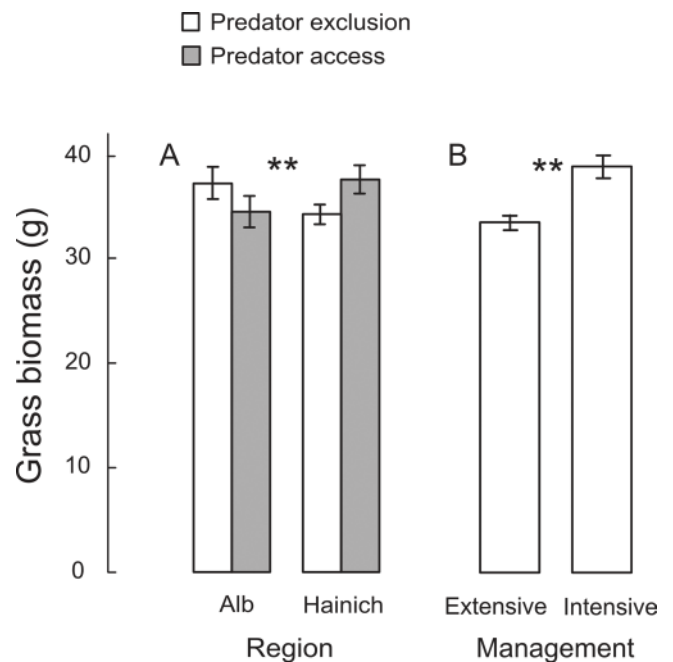 Predator exclusion
Predator access
A
**
B
**
Grass biomass (g)
40
30
20
10
0
Alb
Hainich
Extensive
Intensive
Region
Management